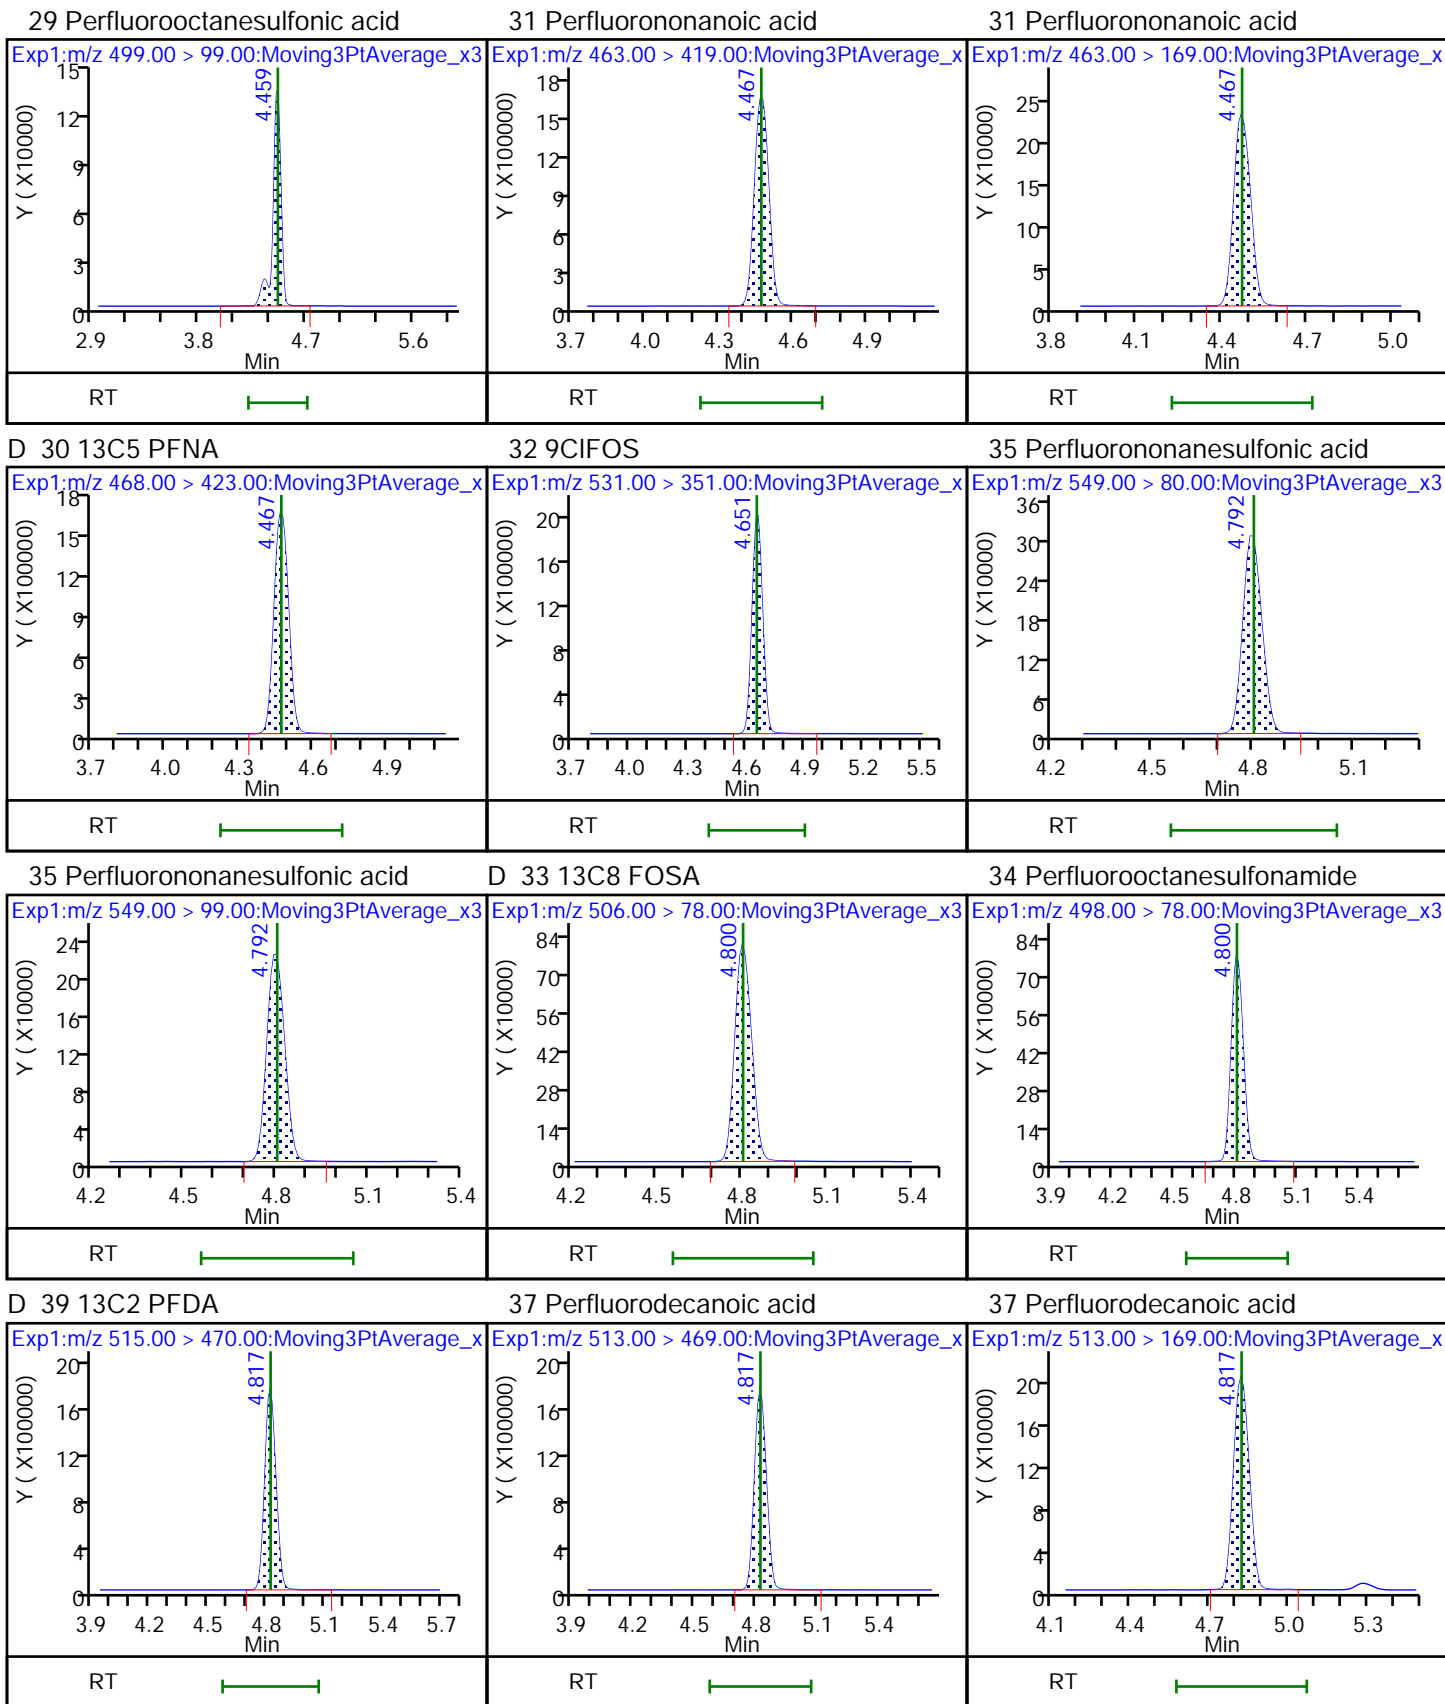 29 Perfluorooctanesulfonic acid
Exp1:m/z 499.00 > 99.00:Moving3PtAverage_x3
4.459
Y ( X10000)
15
12
9
6
3
0
2.9 3.8 4.7 5.6
Min
RT
31 Perfluorononanoic acid
Exp1:m/z 463.00 > 419.00:Moving3PtAverage_x
4.467
Y ( X100000)
18
15
12
9
6
3
0
3.7 4.0 4.3 4.6 4.9
Min
RT
31 Perfluorononanoic acid
Exp1:m/z 463.00 > 169.00:Moving3PtAverage_x
4.467
Y ( X10000)
25
20
15
10
5
0
3.8 4.1 4.4 4.7 5.0
Min
RT
D 30 13C5 PFNA
Exp1:m/z 468.00 > 423.00:Moving3PtAverage_x
4.467
Y ( X100000)
18
15
12
9
6
3
0
3.7 4.0 4.3 4.6 4.9
Min
RT
32 9ClFOS
Exp1:m/z 531.00 > 351.00:Moving3PtAverage_x
4.651
Y ( X100000)
20
16
12
8
4
0
3.7 4.0 4.3 4.6 4.9 5.2 5.5
Min
RT
35 Perfluorononanesulfonic acid
Exp1:m/z 549.00 > 80.00:Moving3PtAverage_x3
4.792
Y ( X10000)
36
30
24
18
12
6
0
4.2 4.5 4.8 5.1
Min
RT
35 Perfluorononanesulfonic acid
Exp1:m/z 549.00 > 99.00:Moving3PtAverage_x3
4.792
Y ( X10000)
24
20
16
12
8
4
0
4.2 4.5 4.8 5.1 5.4
Min
RT
D 33 13C8 FOSA
Exp1:m/z 506.00 > 78.00:Moving3PtAverage_x3
4.800
Y ( X10000)
84
70
56
42
28
14
0
4.2 4.5 4.8 5.1 5.4
Min
RT
34 Perfluorooctanesulfonamide
Exp1:m/z 498.00 > 78.00:Moving3PtAverage_x3
4.800
Y ( X10000)
84
70
56
42
28
14
0
3.9 4.2 4.5 4.8 5.1 5.4
Min
RT
D 39 13C2 PFDA
Exp1:m/z 515.00 > 470.00:Moving3PtAverage_x
4.817
Y ( X100000)
20
16
12
8
4
0
3.9 4.2 4.5 4.8 5.1 5.4 5.7
Min
RT
37 Perfluorodecanoic acid
Exp1:m/z 513.00 > 469.00:Moving3PtAverage_x
4.817
Y ( X100000)
20
16
12
8
4
0
3.9 4.2 4.5 4.8 5.1 5.4
Min
RT
37 Perfluorodecanoic acid
Exp1:m/z 513.00 > 169.00:Moving3PtAverage_x
4.817
Y ( X10000)
20
16
12
8
4
0
4.1 4.4 4.7 5.0 5.3
Min
RT